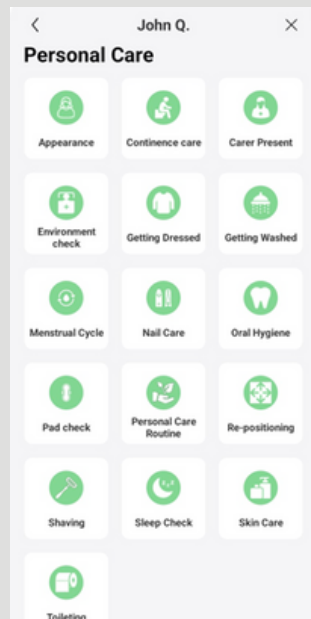 John Q.
Personal Care
Appearance
Continence care
Carer Present
Environment
check
Getting Dressed
Getting Washed
Menstrual Cycle
Nail Care
Oral Hygiene
Pad check
Personal Care
Routine
Re-positioning
Shaving
Sleep Check
Skin Care
Toileting